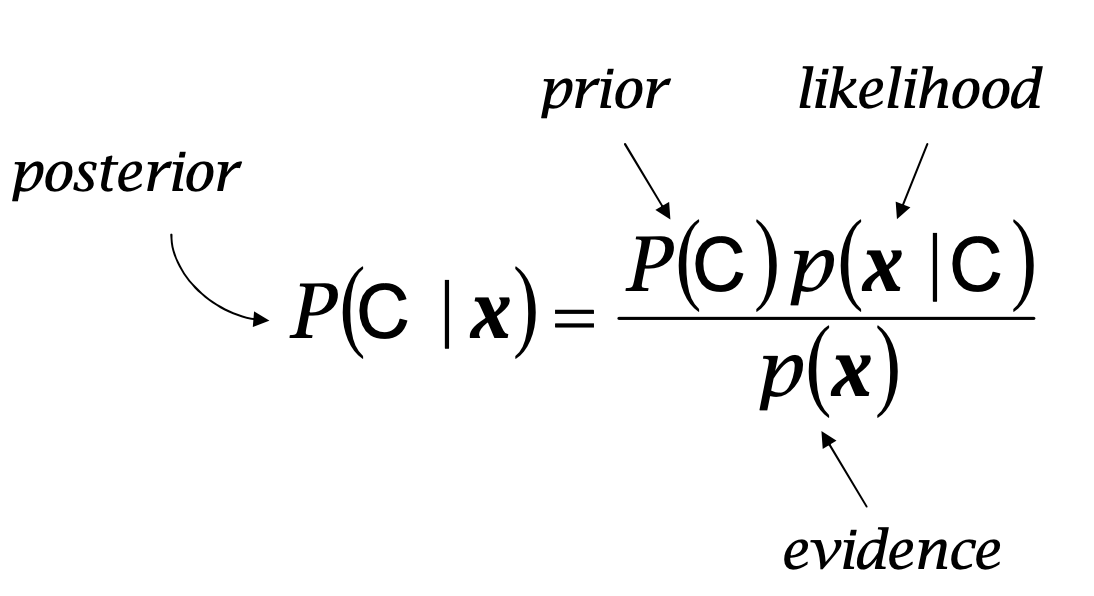 prior likelihood
posterior
P(C | x) = P(C) p(x | C) / p(x)
evidence